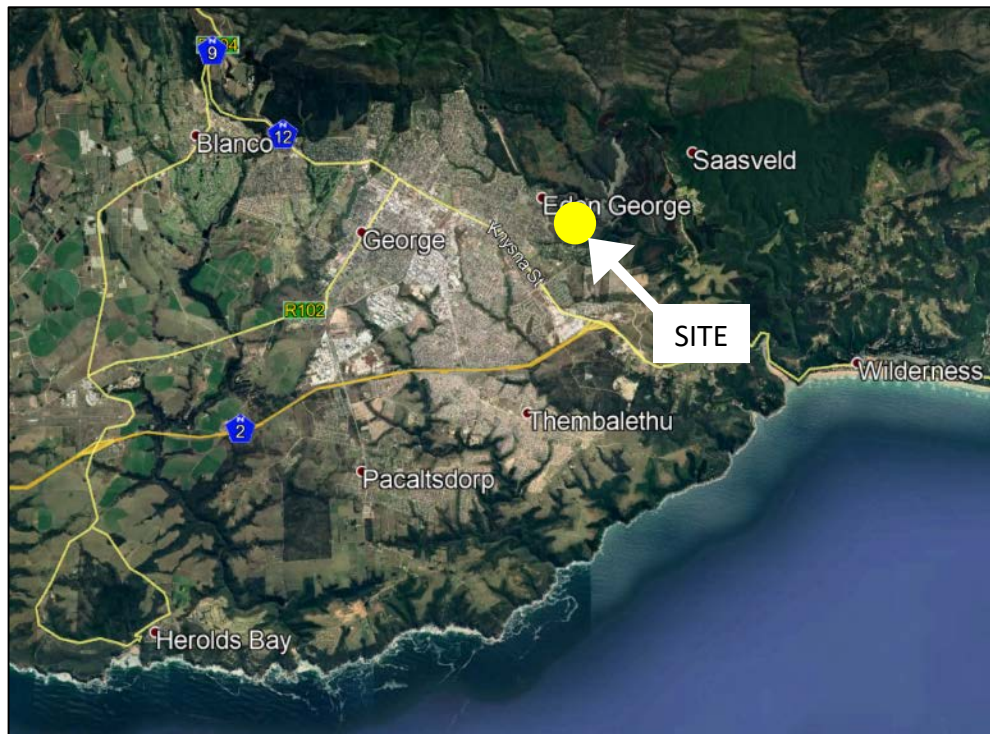 9
Blanco
N
12
Saasveld
Eden George
George
Knysna St
R102
SITE
Wilderness
Thembalethu
N
2
Pacaltsdorp
Herolds Bay